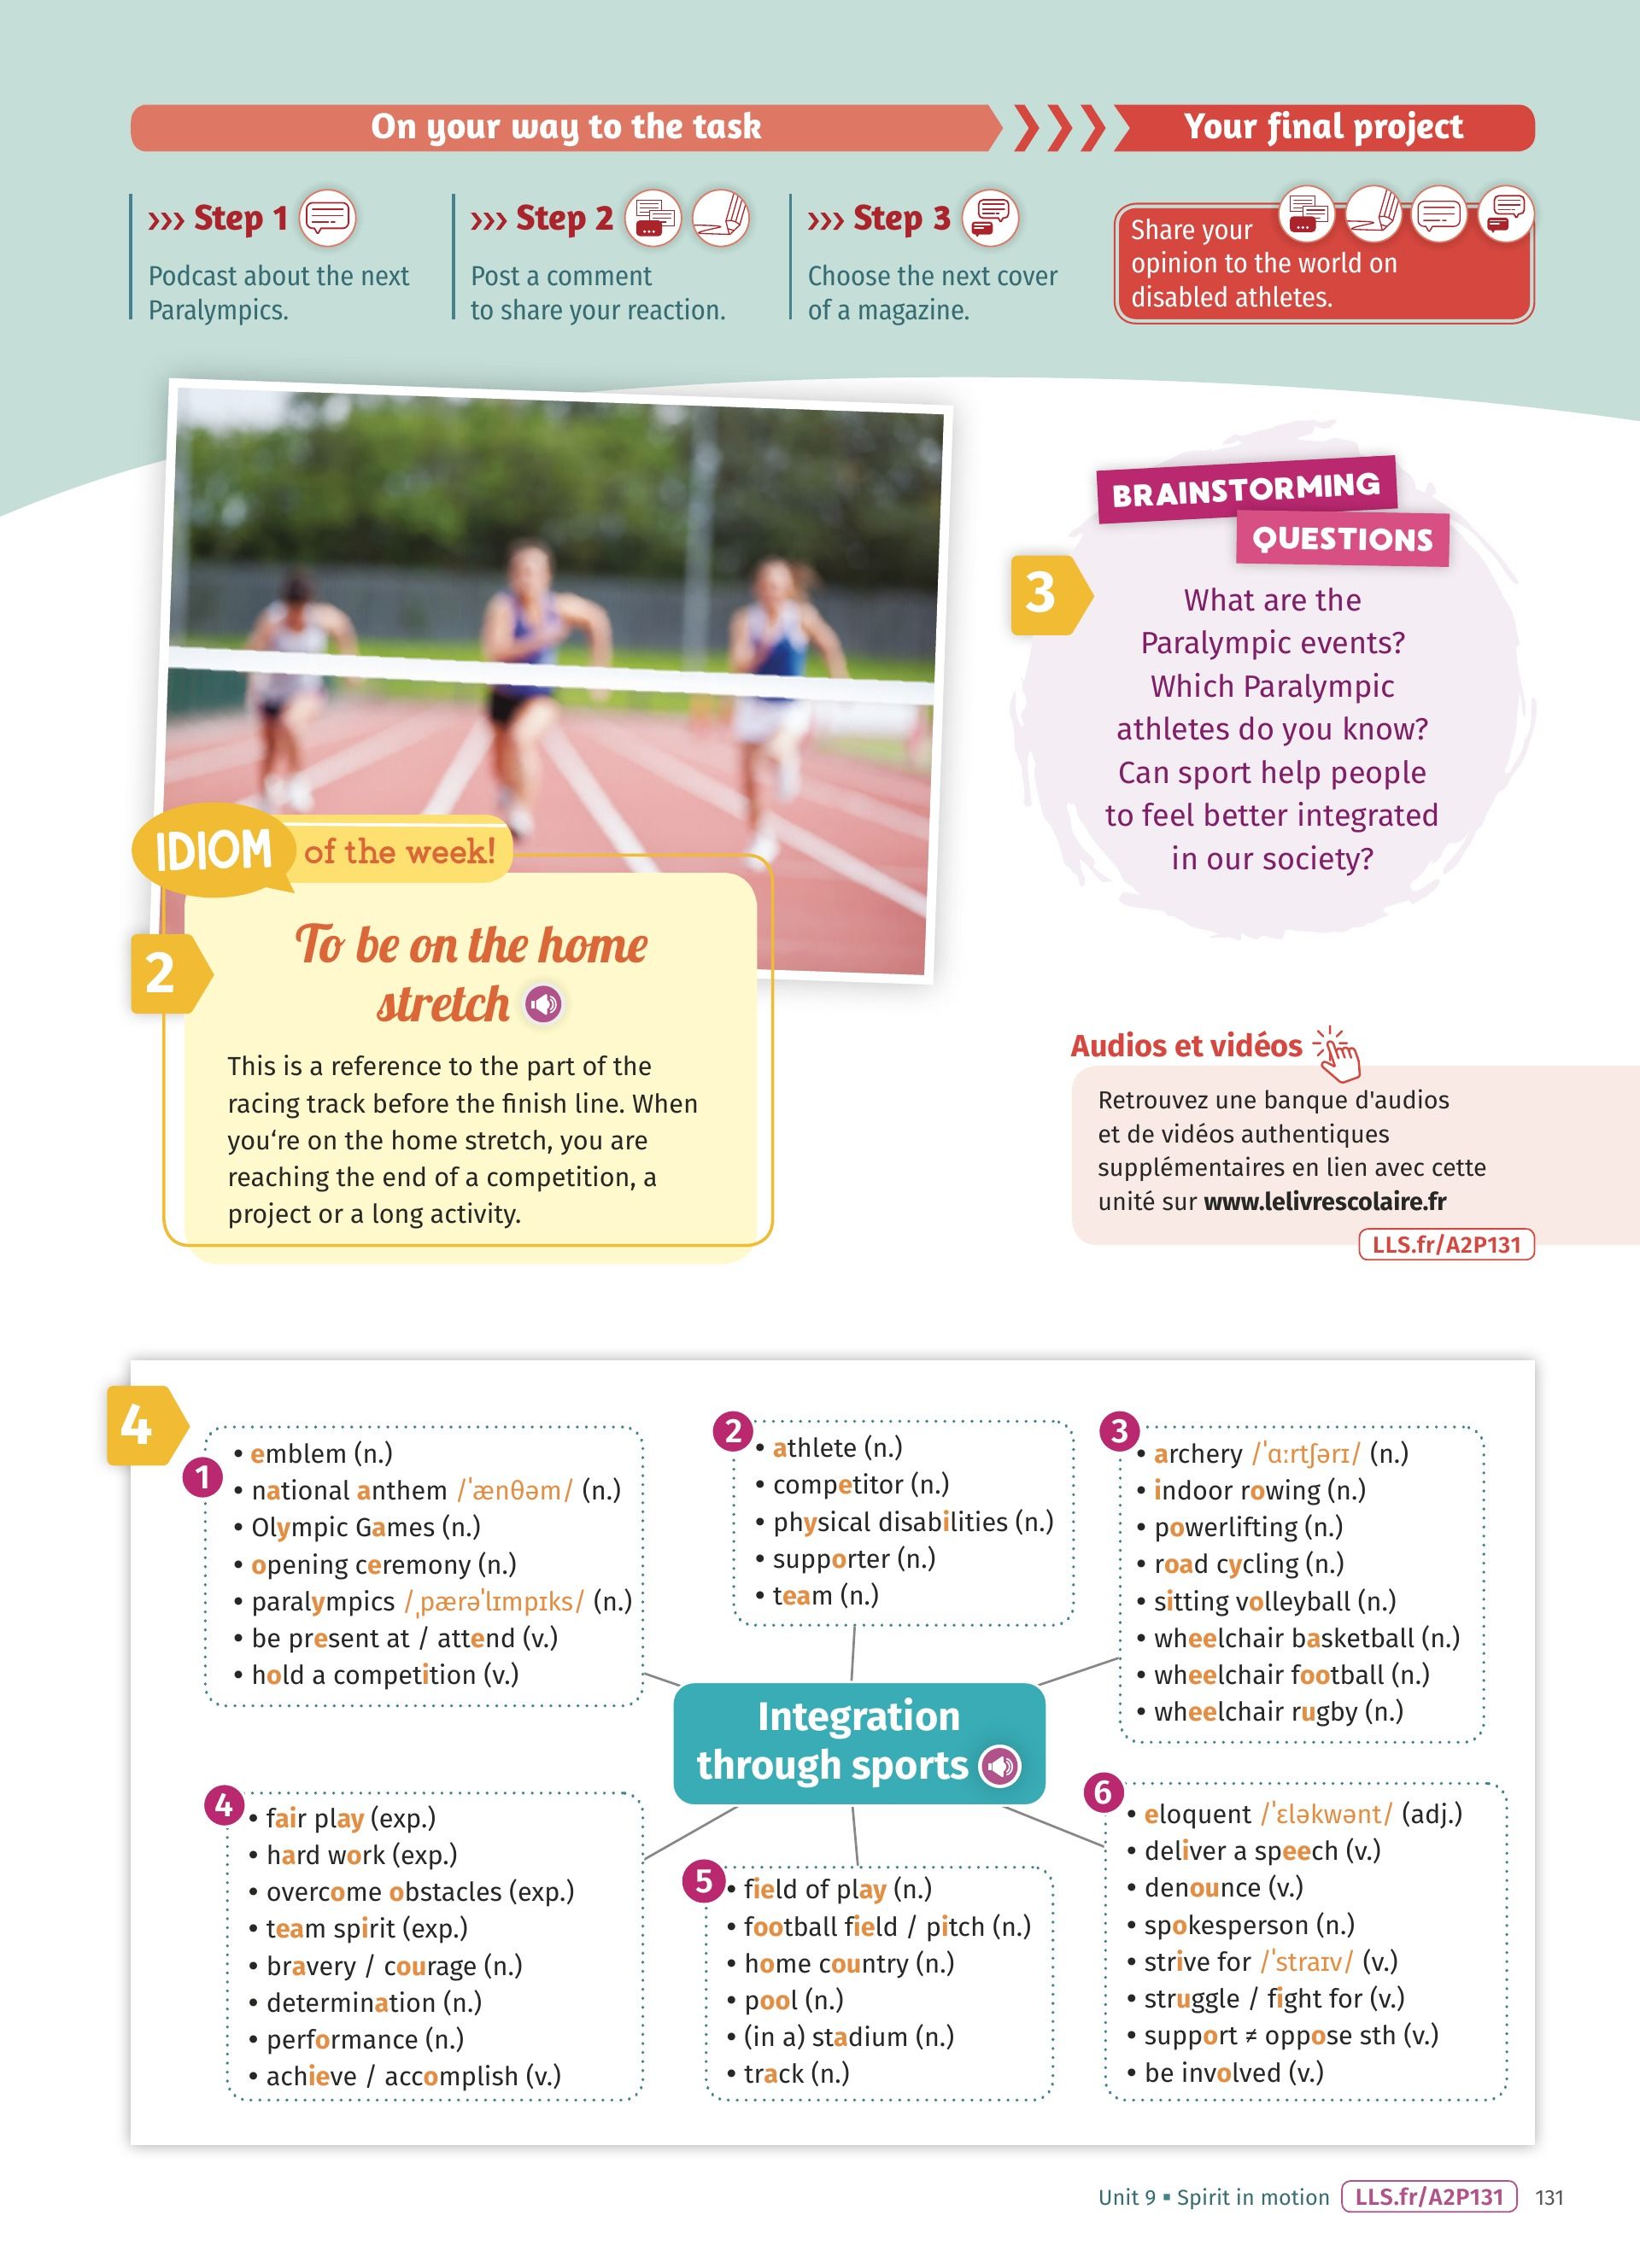 On your way to the task
Your final project
››› Step 1
Podcast about the next
Paralympics.
››› Step 2
Post a comment
to share your reaction.
››› Step 3
Choose the next cover
of a magazine.
Share your
opinion to the world on
disabled athletes.
BRAINSTORMING
QUESTIONS
3
What are the
Paralympic events?
Which Paralympic
athletes do you know?
Can sport help people
to feel better integrated
in our society?
IDIOM of the week!
2
To be on the home
stretch
This is a reference to the part of the
racing track before the finish line. When
you‘re on the home stretch, you are
reaching the end of a competition, a
project or a long activity.
Audios et vidéos
Retrouvez une banque d'audios
et de vidéos authentiques
supplémentaires en lien avec cette
unité sur www.lelivrescolaire.fr
LLS.fr/A2P131
4
1
• emblem (n.)
• national anthem /ˈænθəm/ (n.)
• Olympic Games (n.)
• opening ceremony (n.)
• paralympics /ˌpærəˈlɪmpɪks/ (n.)
• be present at / attend (v.)
• hold a competition (v.)
2
• athlete (n.)
• competitor (n.)
• physical disabilities (n.)
• supporter (n.)
• team (n.)
3
• archery /ˈɑːrtʃərɪ/ (n.)
• indoor rowing (n.)
• powerlifting (n.)
• road cycling (n.)
• sitting volleyball (n.)
• wheelchair basketball (n.)
• wheelchair football (n.)
• wheelchair rugby (n.)
Integration
through sports
4
• fair play (exp.)
• hard work (exp.)
• overcome obstacles (exp.)
• team spirit (exp.)
• bravery / courage (n.)
• determination (n.)
• performance (n.)
• achieve / accomplish (v.)
5
• field of play (n.)
• football field / pitch (n.)
• home country (n.)
• pool (n.)
• (in a) stadium (n.)
• track (n.)
6
• eloquent /ˈɛləkwənt/ (adj.)
• deliver a speech (v.)
• denounce (v.)
• spokesperson (n.)
• strive for /ˈstraɪv/ (v.)
• struggle / fight for (v.)
• support ≠ oppose sth (v.)
• be involved (v.)
Unit 9 ▪ Spirit in motion LLS.fr/A2P131 131